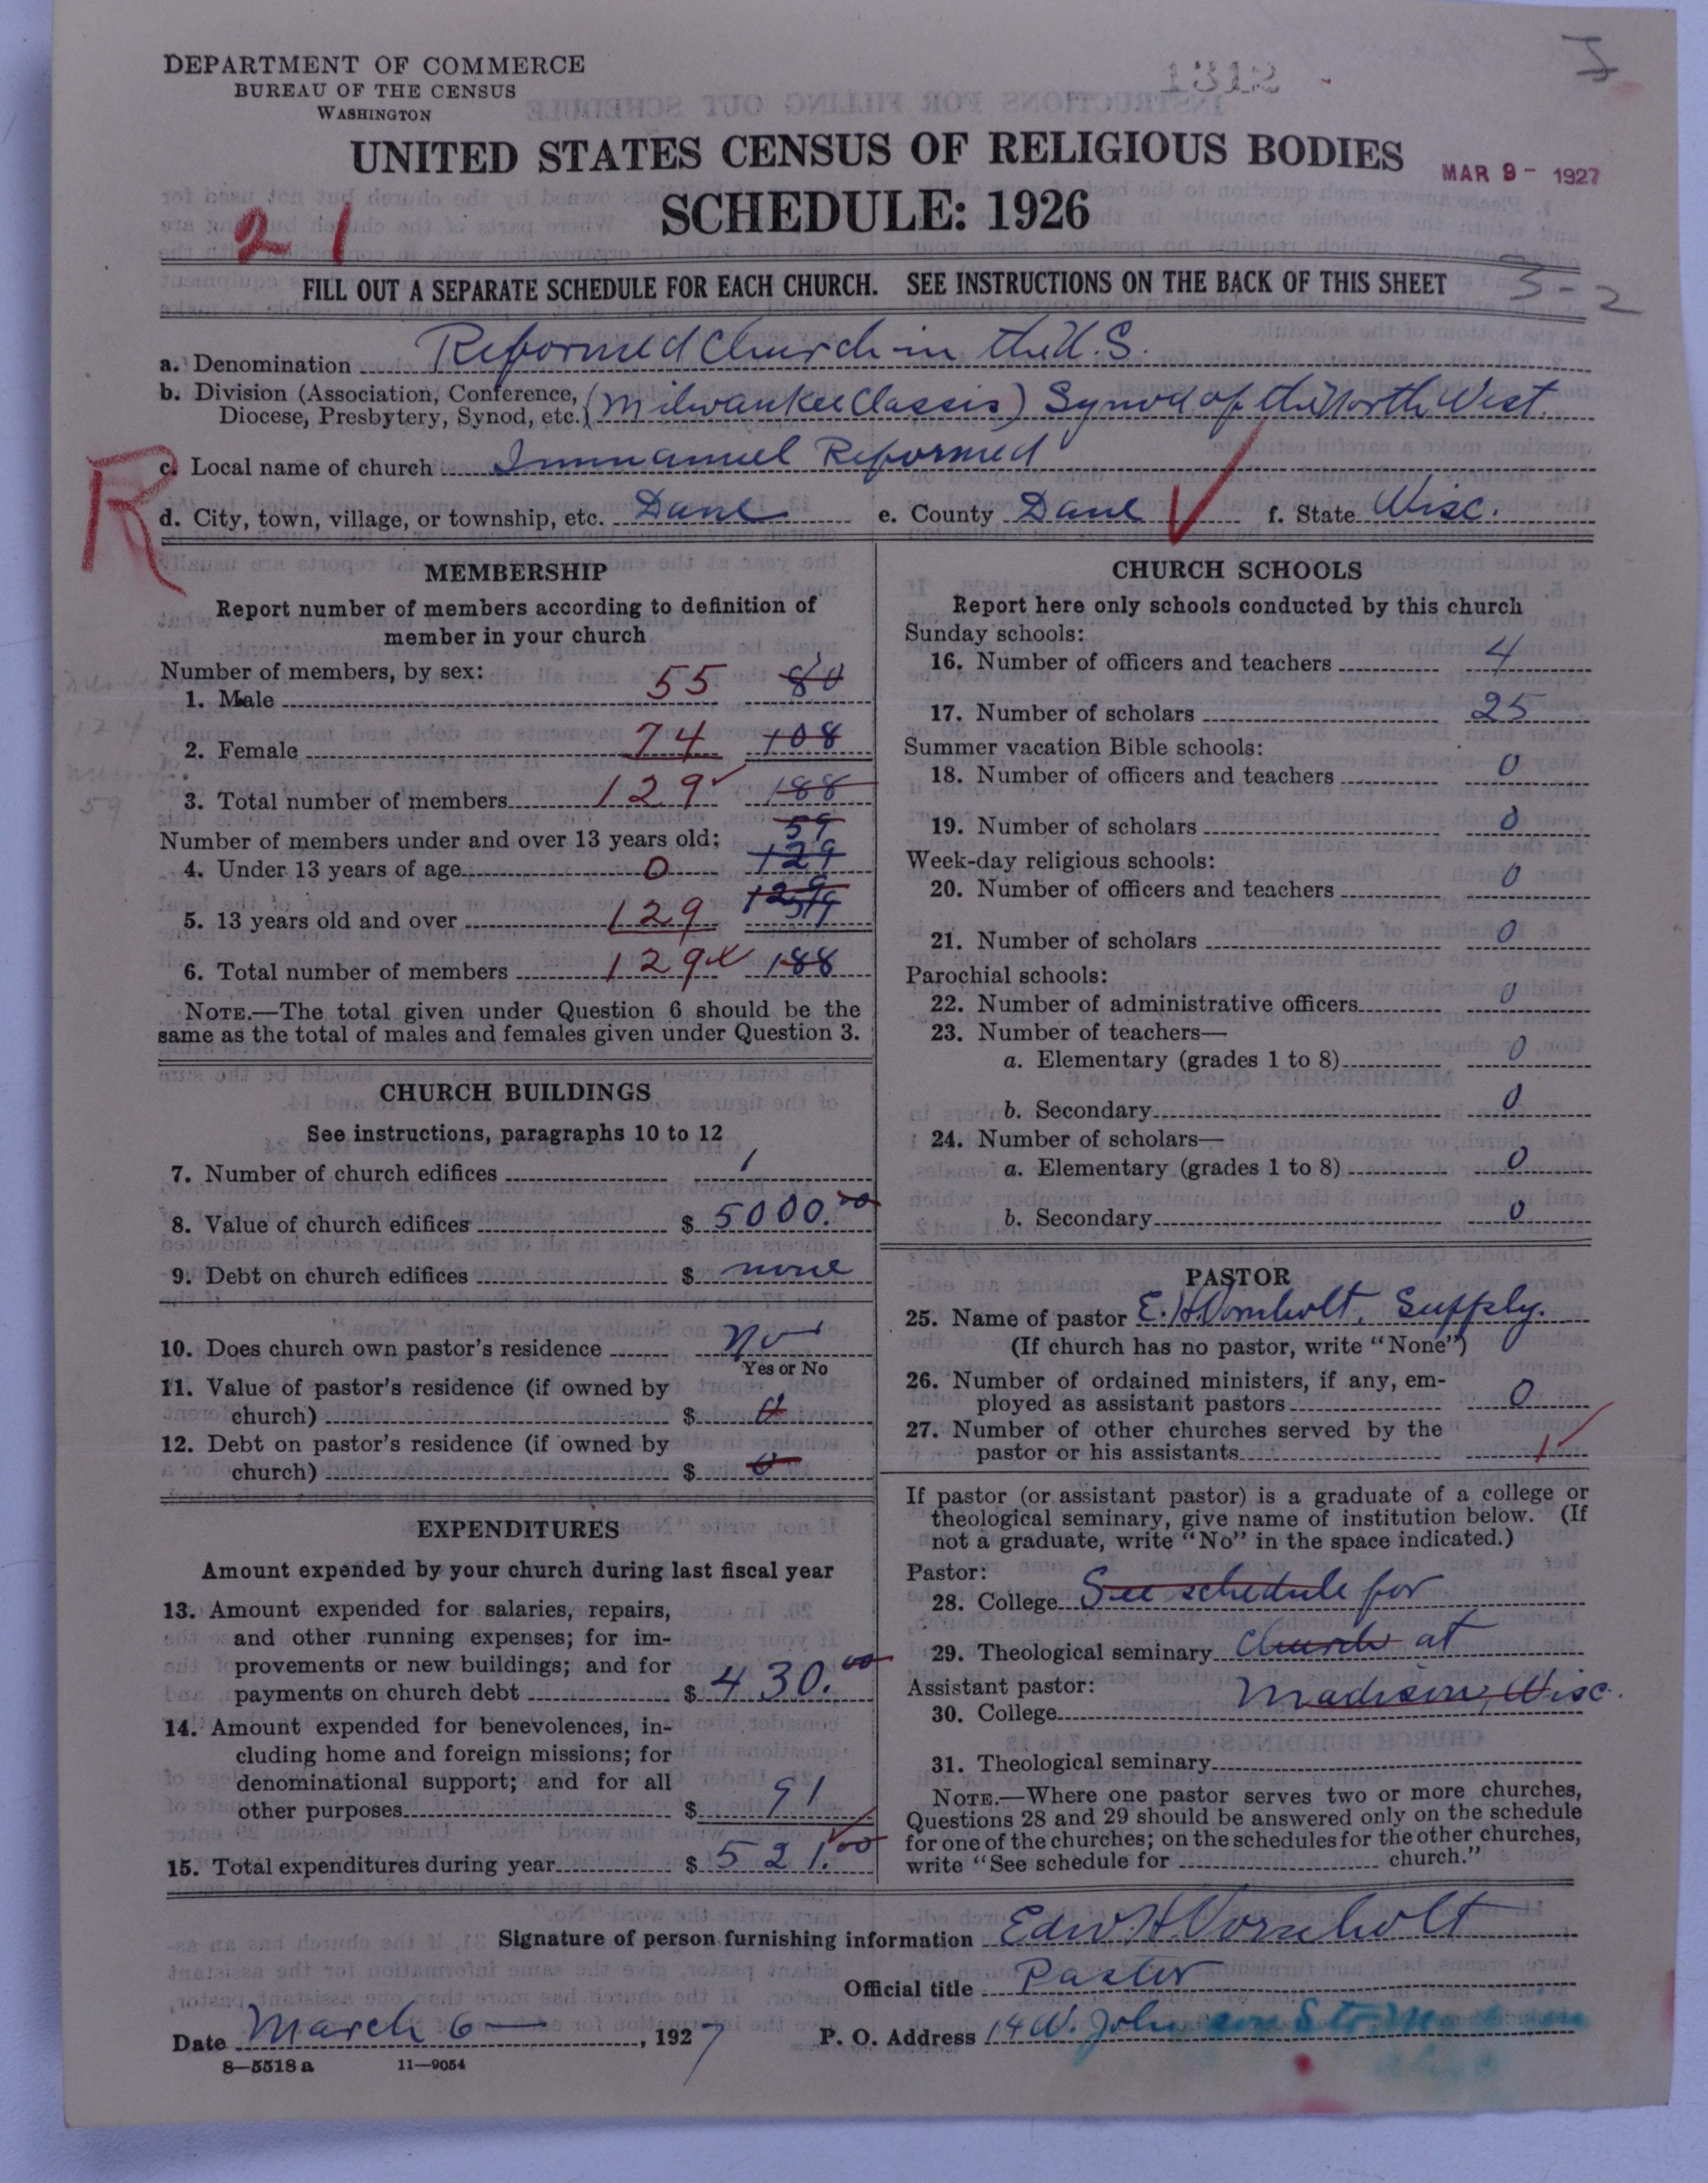 DEPARTMENT OF COMMERCE
BUREAU OF THE CENSUS
WASHINGTON
1312
I
UNITED STATES CENSUS OF RELIGIOUS BODIES
MAR 9 - 1927
SCHEDULE: 1926
21
FILL OUT A SEPARATE SCHEDULE FOR EACH CHURCH. SEE INSTRUCTIONS ON THE BACK OF THIS SHEET
3-2
a. Denomination Reformed Church in the U.S.
b. Division (Association, Conference, Diocese, Presbytery, Synod, etc.) (Milwaukee Classis) Synod of the North West.
R
c. Local name of church Immanuel Reformed
d. City, town, village, or township, etc. Dane e. County Dane f. State Wisc.
MEMBERSHIP
Report number of members according to definition of
member in your church
Number of members, by sex:
1. Male 55 80
2. Female 74 108
124
3. Total number of members 129 188
59
Number of members under and over 13 years old: 59
4. Under 13 years of age 0 129
5. 13 years old and over 129 129 59
6. Total number of members 129 188
NOTE.—The total given under Question 6 should be the
same as the total of males and females given under Question 3.
CHURCH BUILDINGS
See instructions, paragraphs 10 to 12
7. Number of church edifices 1
8. Value of church edifices $ 5000.00
9. Debt on church edifices $ none
10. Does church own pastor's residence No
Yes or No
11. Value of pastor's residence (if owned by
church) $ 0
12. Debt on pastor's residence (if owned by
church) $ 0
EXPENDITURES
Amount expended by your church during last fiscal year
13. Amount expended for salaries, repairs,
and other running expenses; for im-
provements or new buildings; and for
payments on church debt $ 430.00
14. Amount expended for benevolences, in-
cluding home and foreign missions; for
denominational support; and for all
other purposes $ 91
15. Total expenditures during year $ 521.00
CHURCH SCHOOLS
Report here only schools conducted by this church
Sunday schools:
16. Number of officers and teachers 4
17. Number of scholars 25
Summer vacation Bible schools:
18. Number of officers and teachers 0
19. Number of scholars 0
Week-day religious schools:
20. Number of officers and teachers 0
21. Number of scholars 0
Parochial schools:
22. Number of administrative officers 0
23. Number of teachers—
a. Elementary (grades 1 to 8) 0
b. Secondary 0
24. Number of scholars—
a. Elementary (grades 1 to 8) 0
b. Secondary 0
PASTOR
25. Name of pastor E. H. Vornholt, Supply.
(If church has no pastor, write "None")
26. Number of ordained ministers, if any, em-
ployed as assistant pastors 0
27. Number of other churches served by the
pastor or his assistants 1
If pastor (or assistant pastor) is a graduate of a college or
theological seminary, give name of institution below. (If
not a graduate, write "No" in the space indicated.)
Pastor:
28. College See schedule for
29. Theological seminary church at
Assistant pastor: Madison, Wisc.
30. College
31. Theological seminary
NOTE.—Where one pastor serves two or more churches,
Questions 28 and 29 should be answered only on the schedule
for one of the churches; on the schedules for the other churches,
write "See schedule for church."
Signature of person furnishing information Edw. H. Vornholt
Official title Pastor
Date March 6, 1927 P. O. Address 14 W. Johnson St.
8—5518 a 11—9054